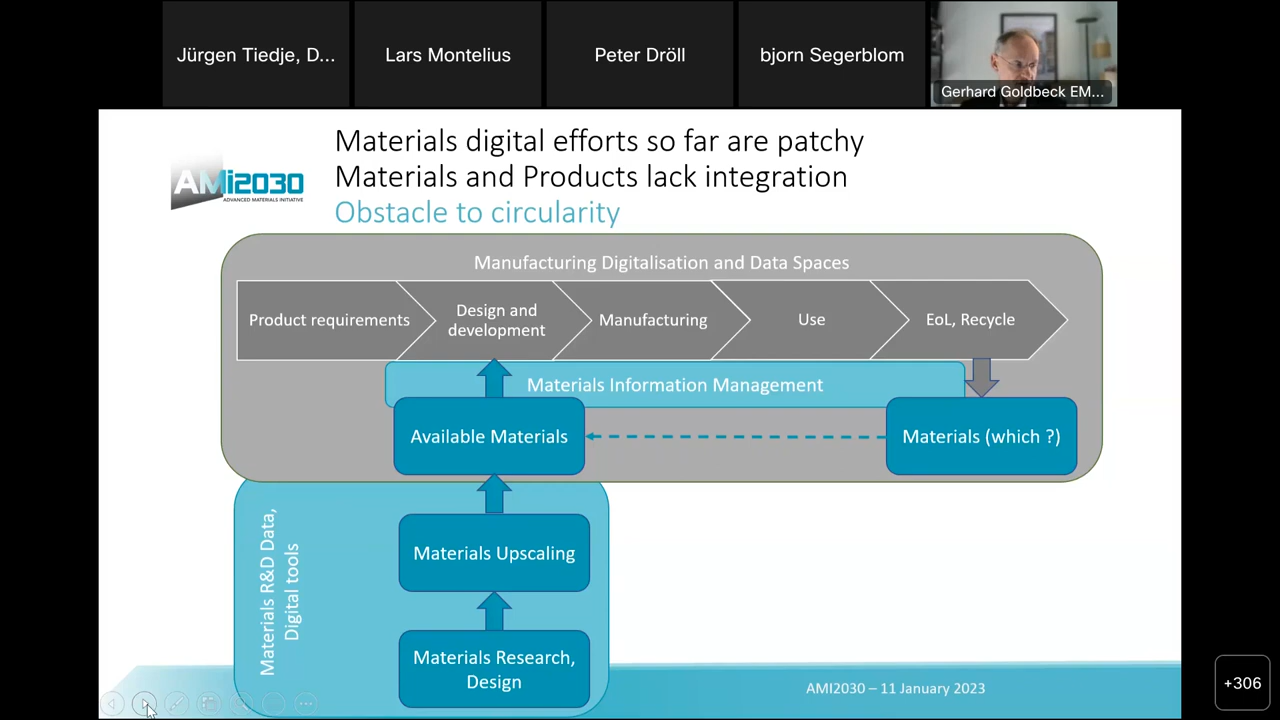 Jürgen Tiedje, D...
Lars Montelius
Peter Dröll
bjorn Segerblom
Gerhard Goldbeck EM...
AMi2030
ADVANCED MATERIALS INITIATIVE
Materials digital efforts so far are patchy
Materials and Products lack integration
Obstacle to circularity
Manufacturing Digitalisation and Data Spaces
Product requirements
Design and
development
Manufacturing
Use
EoL, Recycle
Materials Information Management
Available Materials
Materials (which ?)
Materials R&D Data,
Digital tools
Materials Upscaling
Materials Research,
Design
AMI2030 – 11 January 2023
+306